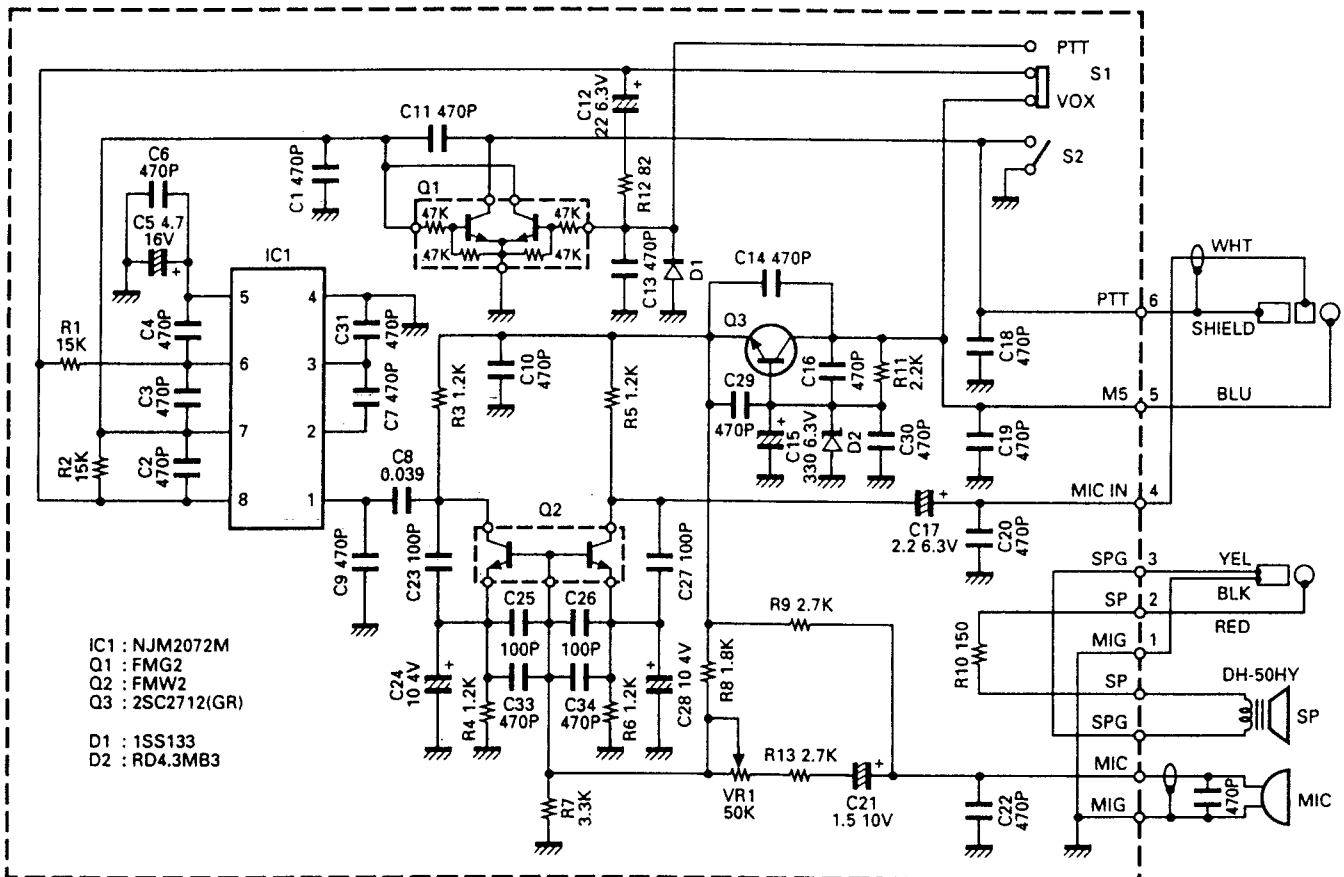 PTT
S1
VOX
S2
C12
22 6.3V
+
C11 470P
C6
470P
C1 470P
R12 82
C5 4.7
16V
+
Q1
47K
47K
47K
47K
C13 470P
D1
C14 470P
WHT
IC1
PTT
6
SHIELD
5
4
C4
470P
C31
470P
R1
15K
6
3
Q3
C18
470P
C3
470P
C7 470P
R3 1.2K
C10
470P
R5 1.2K
C29
470P
C16
470P
R11
2.2K
M5
5
BLU
7
2
R2
15K
C2
470P
C8
0.039
+
C15
330 6.3V
D2
C30
470P
C19
470P
8
1
MIC IN
4
Q2
+
C17
2.2 6.3V
C20
470P
C9 470P
C23 100P
C27 100P
SPG
3
YEL
BLK
C25
100P
C26
100P
R9 2.7K
SP
2
RED
R10 150
MIG
1
IC1 : NJM2072M
Q1 : FMG2
Q2 : FMW2
Q3 : 2SC2712(GR)
D1 : 1SS133
D2 : RD4.3MB3
C24
10 4V
+
R4 1.2K
C33
470P
C34
470P
R6 1.2K
C28 10 4V
+
R8 1.8K
SP
DH-50HY
SP
SPG
R13 2.7K
+
MIC
R7
3.3K
VR1
50K
C21
1.5 10V
C22
470P
470P
MIC
MIG